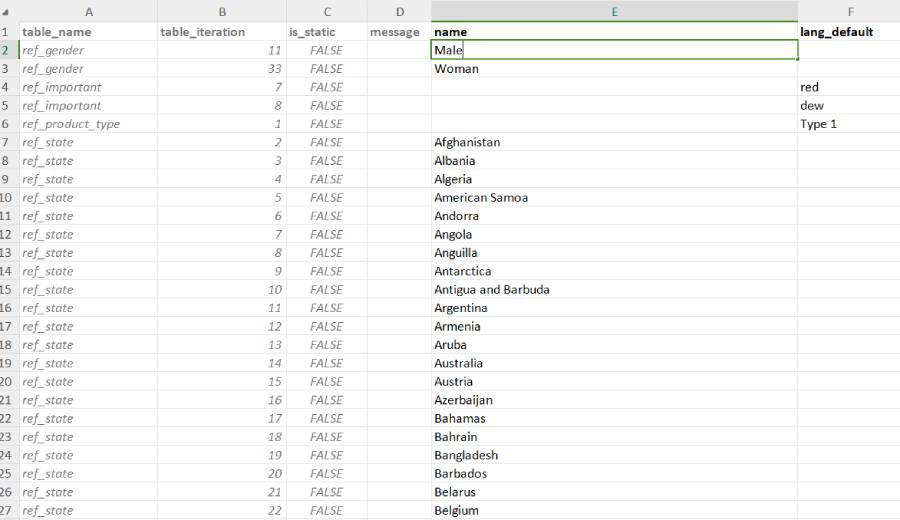 A B C D E F
1 table_name table_iteration is_static message name lang_default
2 ref_gender 11 FALSE Male
3 ref_gender 33 FALSE Woman
4 ref_important 7 FALSE red
5 ref_important 8 FALSE dew
6 ref_product_type 1 FALSE Type 1
7 ref_state 2 FALSE Afghanistan
8 ref_state 3 FALSE Albania
9 ref_state 4 FALSE Algeria
10 ref_state 5 FALSE American Samoa
11 ref_state 6 FALSE Andorra
12 ref_state 7 FALSE Angola
13 ref_state 8 FALSE Anguilla
14 ref_state 9 FALSE Antarctica
15 ref_state 10 FALSE Antigua and Barbuda
16 ref_state 11 FALSE Argentina
17 ref_state 12 FALSE Armenia
18 ref_state 13 FALSE Aruba
19 ref_state 14 FALSE Australia
20 ref_state 15 FALSE Austria
21 ref_state 16 FALSE Azerbaijan
22 ref_state 17 FALSE Bahamas
23 ref_state 18 FALSE Bahrain
24 ref_state 19 FALSE Bangladesh
25 ref_state 20 FALSE Barbados
26 ref_state 21 FALSE Belarus
27 ref_state 22 FALSE Belgium